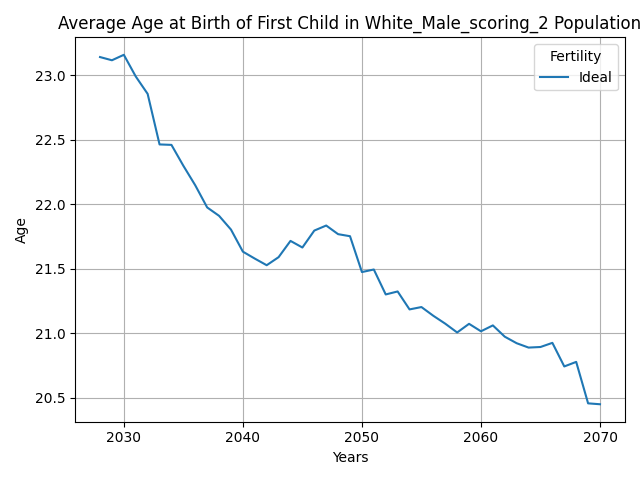 Average Age at Birth of First Child in White_Male_scoring_2 Population
Fertility
Ideal
23.0
22.5
22.0
21.5
21.0
20.5
Age
2030 2040 2050 2060 2070
Years